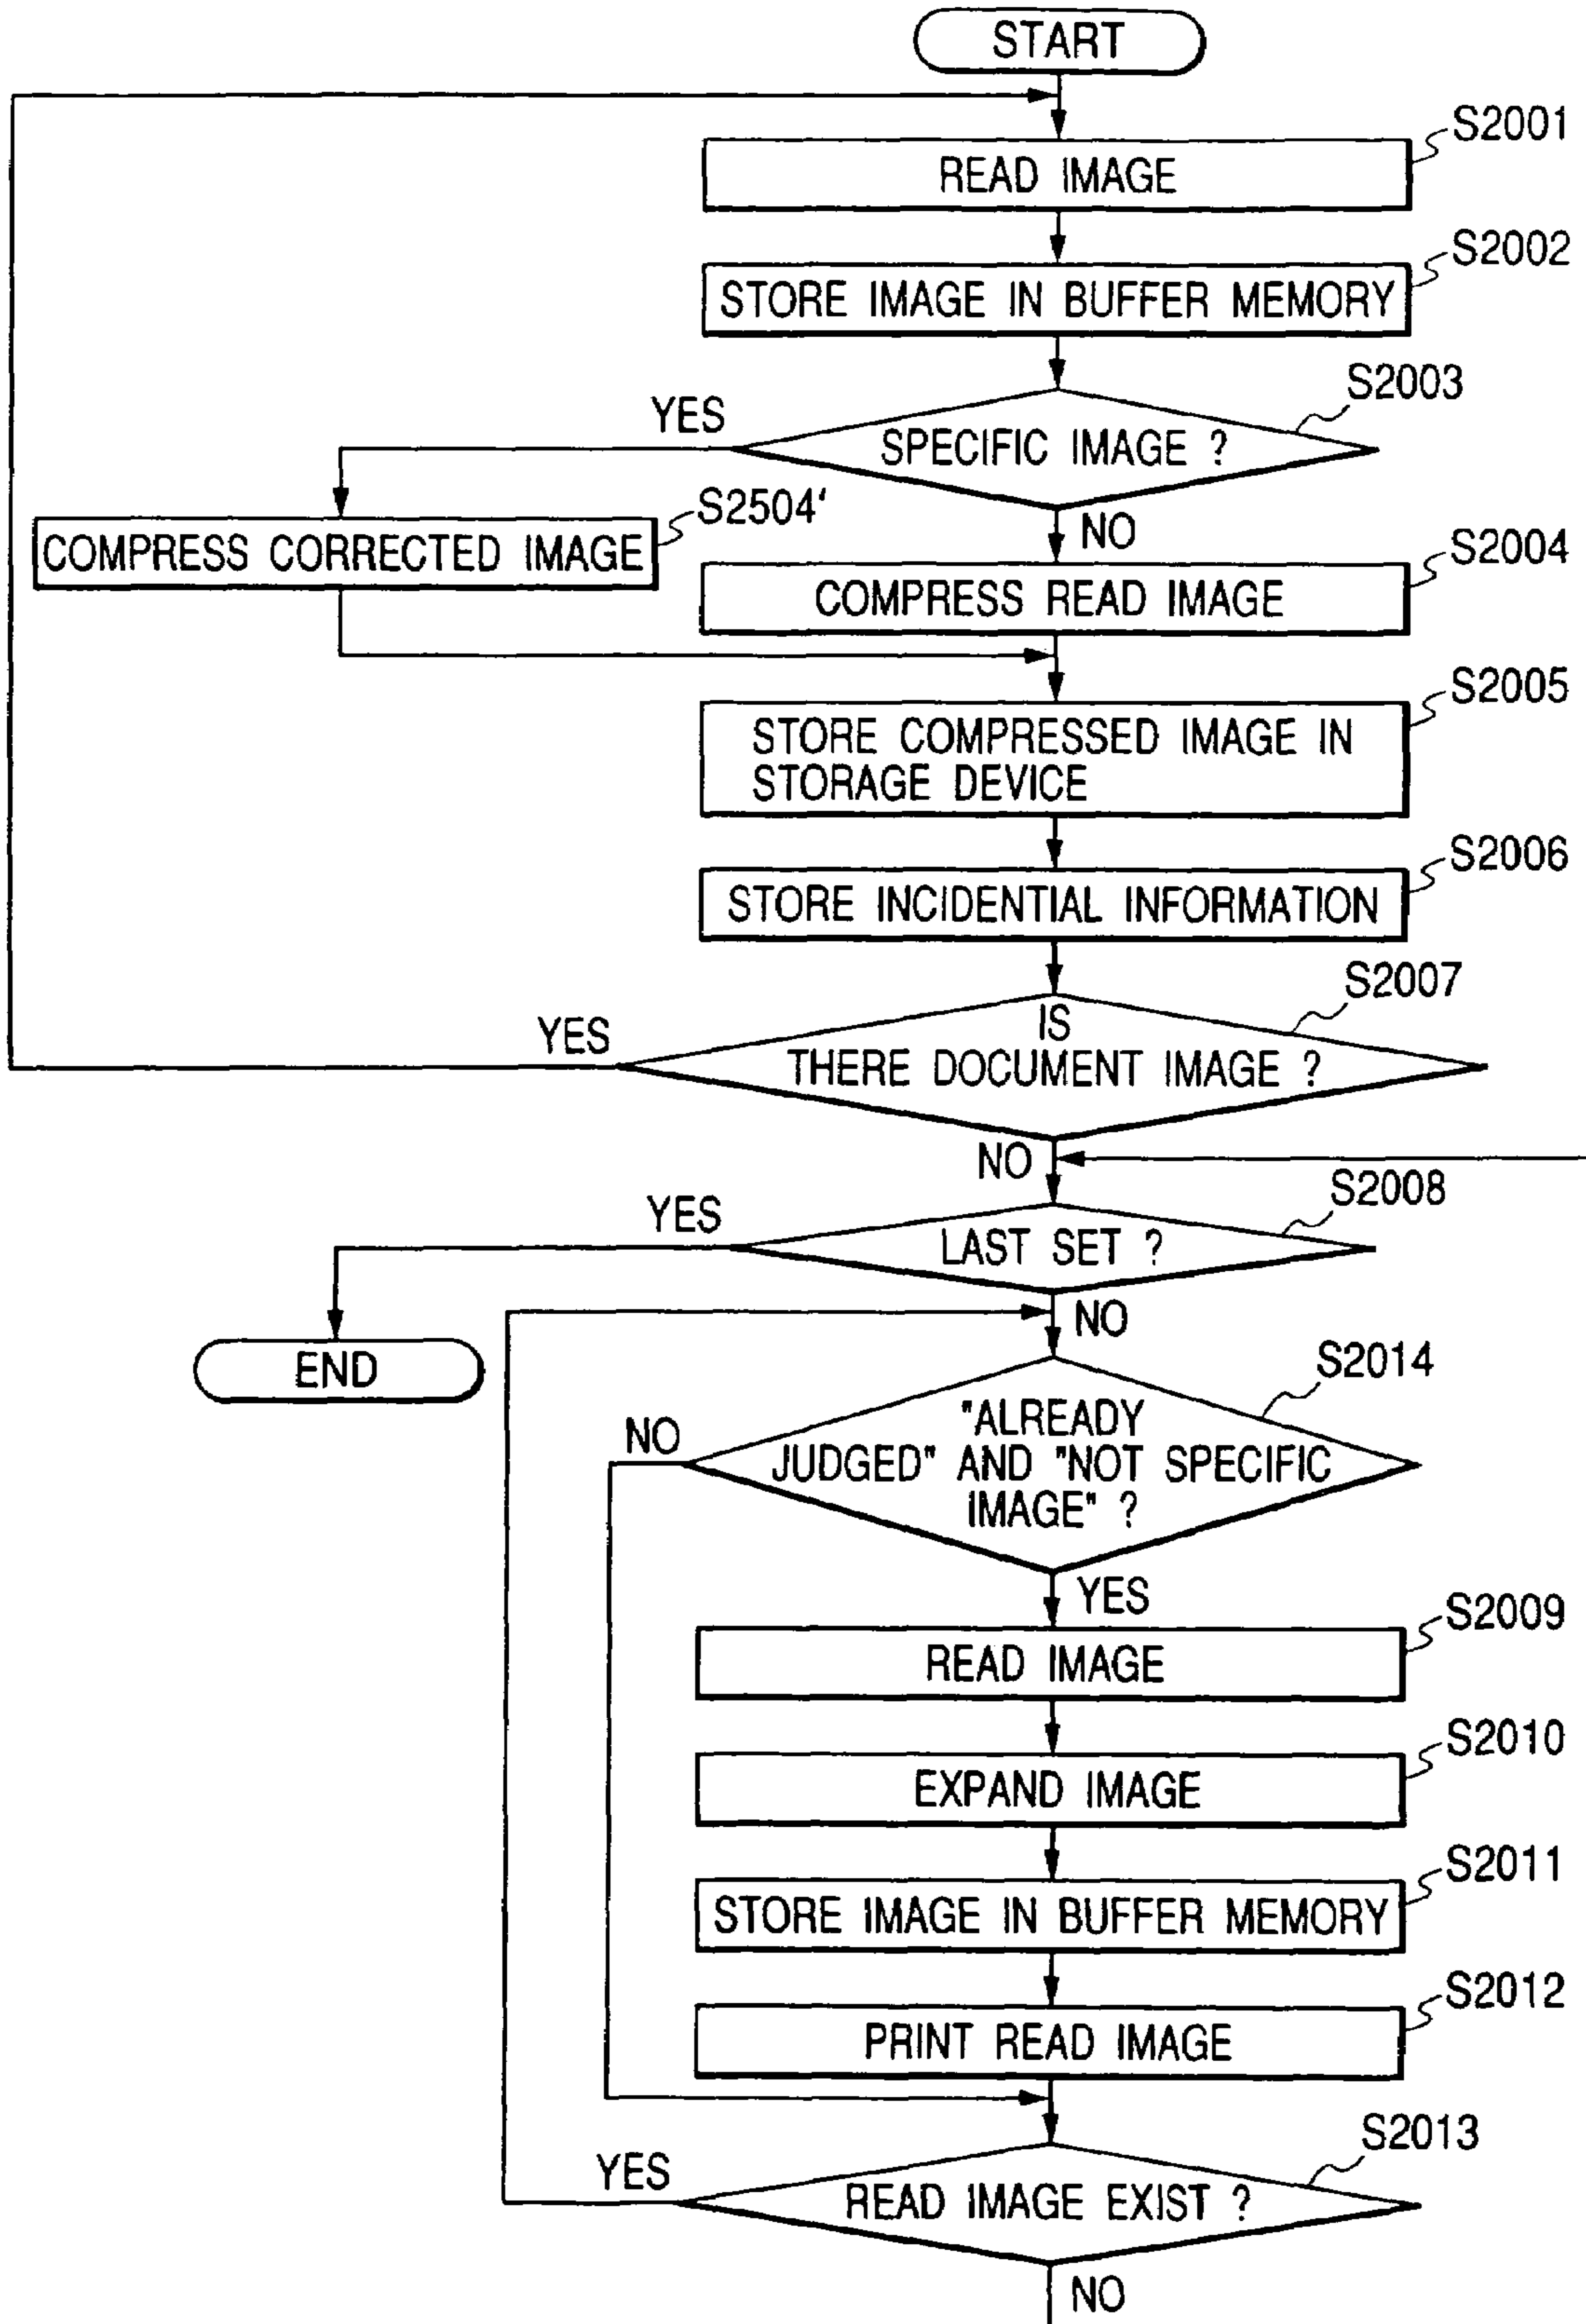 START
S2001
READ IMAGE
S2002
STORE IMAGE IN BUFFER MEMORY
S2003
YES
SPECIFIC IMAGE ?
S2504'
NO
COMPRESS CORRECTED IMAGE
S2004
COMPRESS READ IMAGE
S2005
STORE COMPRESSED IMAGE IN
STORAGE DEVICE
S2006
STORE INCIDENTIAL INFORMATION
S2007
YES
IS
THERE DOCUMENT IMAGE ?
NO
S2008
YES
LAST SET ?
NO
END
S2014
NO
"ALREADY
JUDGED" AND "NOT SPECIFIC
IMAGE" ?
YES
S2009
READ IMAGE
S2010
EXPAND IMAGE
S2011
STORE IMAGE IN BUFFER MEMORY
S2012
PRINT READ IMAGE
S2013
YES
READ IMAGE EXIST ?
NO